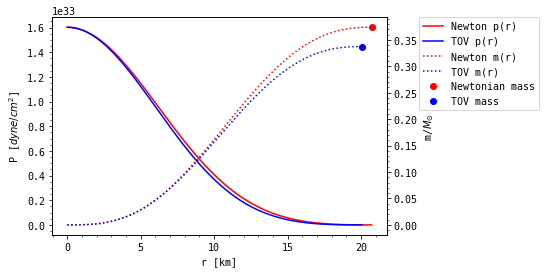 1e33
1.6
1.4
1.2
1.0
0.8
0.6
0.4
0.2
0.0
P [dyne/cm²]
0
5
10
15
20
r [km]
0.35
0.30
0.25
0.20
0.15
0.10
0.05
0.00
m/M⊙
Newton p(r)
TOV p(r)
Newton m(r)
TOV m(r)
Newtonian mass
TOV mass